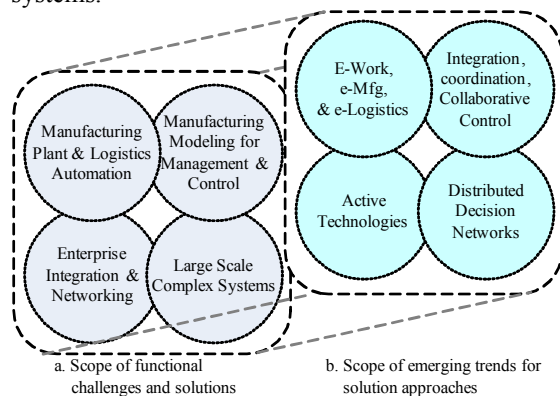 systems.
Manufacturing
Plant & Logistics
Automation
Manufacturing
Modeling for
Management &
Control
Enterprise
Integration &
Networking
Large Scale
Complex Systems
E-Work,
e-Mfg,
& e-Logistics
Integration,
coordination,
Collaborative
Control
Active
Technologies
Distributed
Decision
Networks
a. Scope of functional
challenges and solutions
b. Scope of emerging trends for
solution approaches